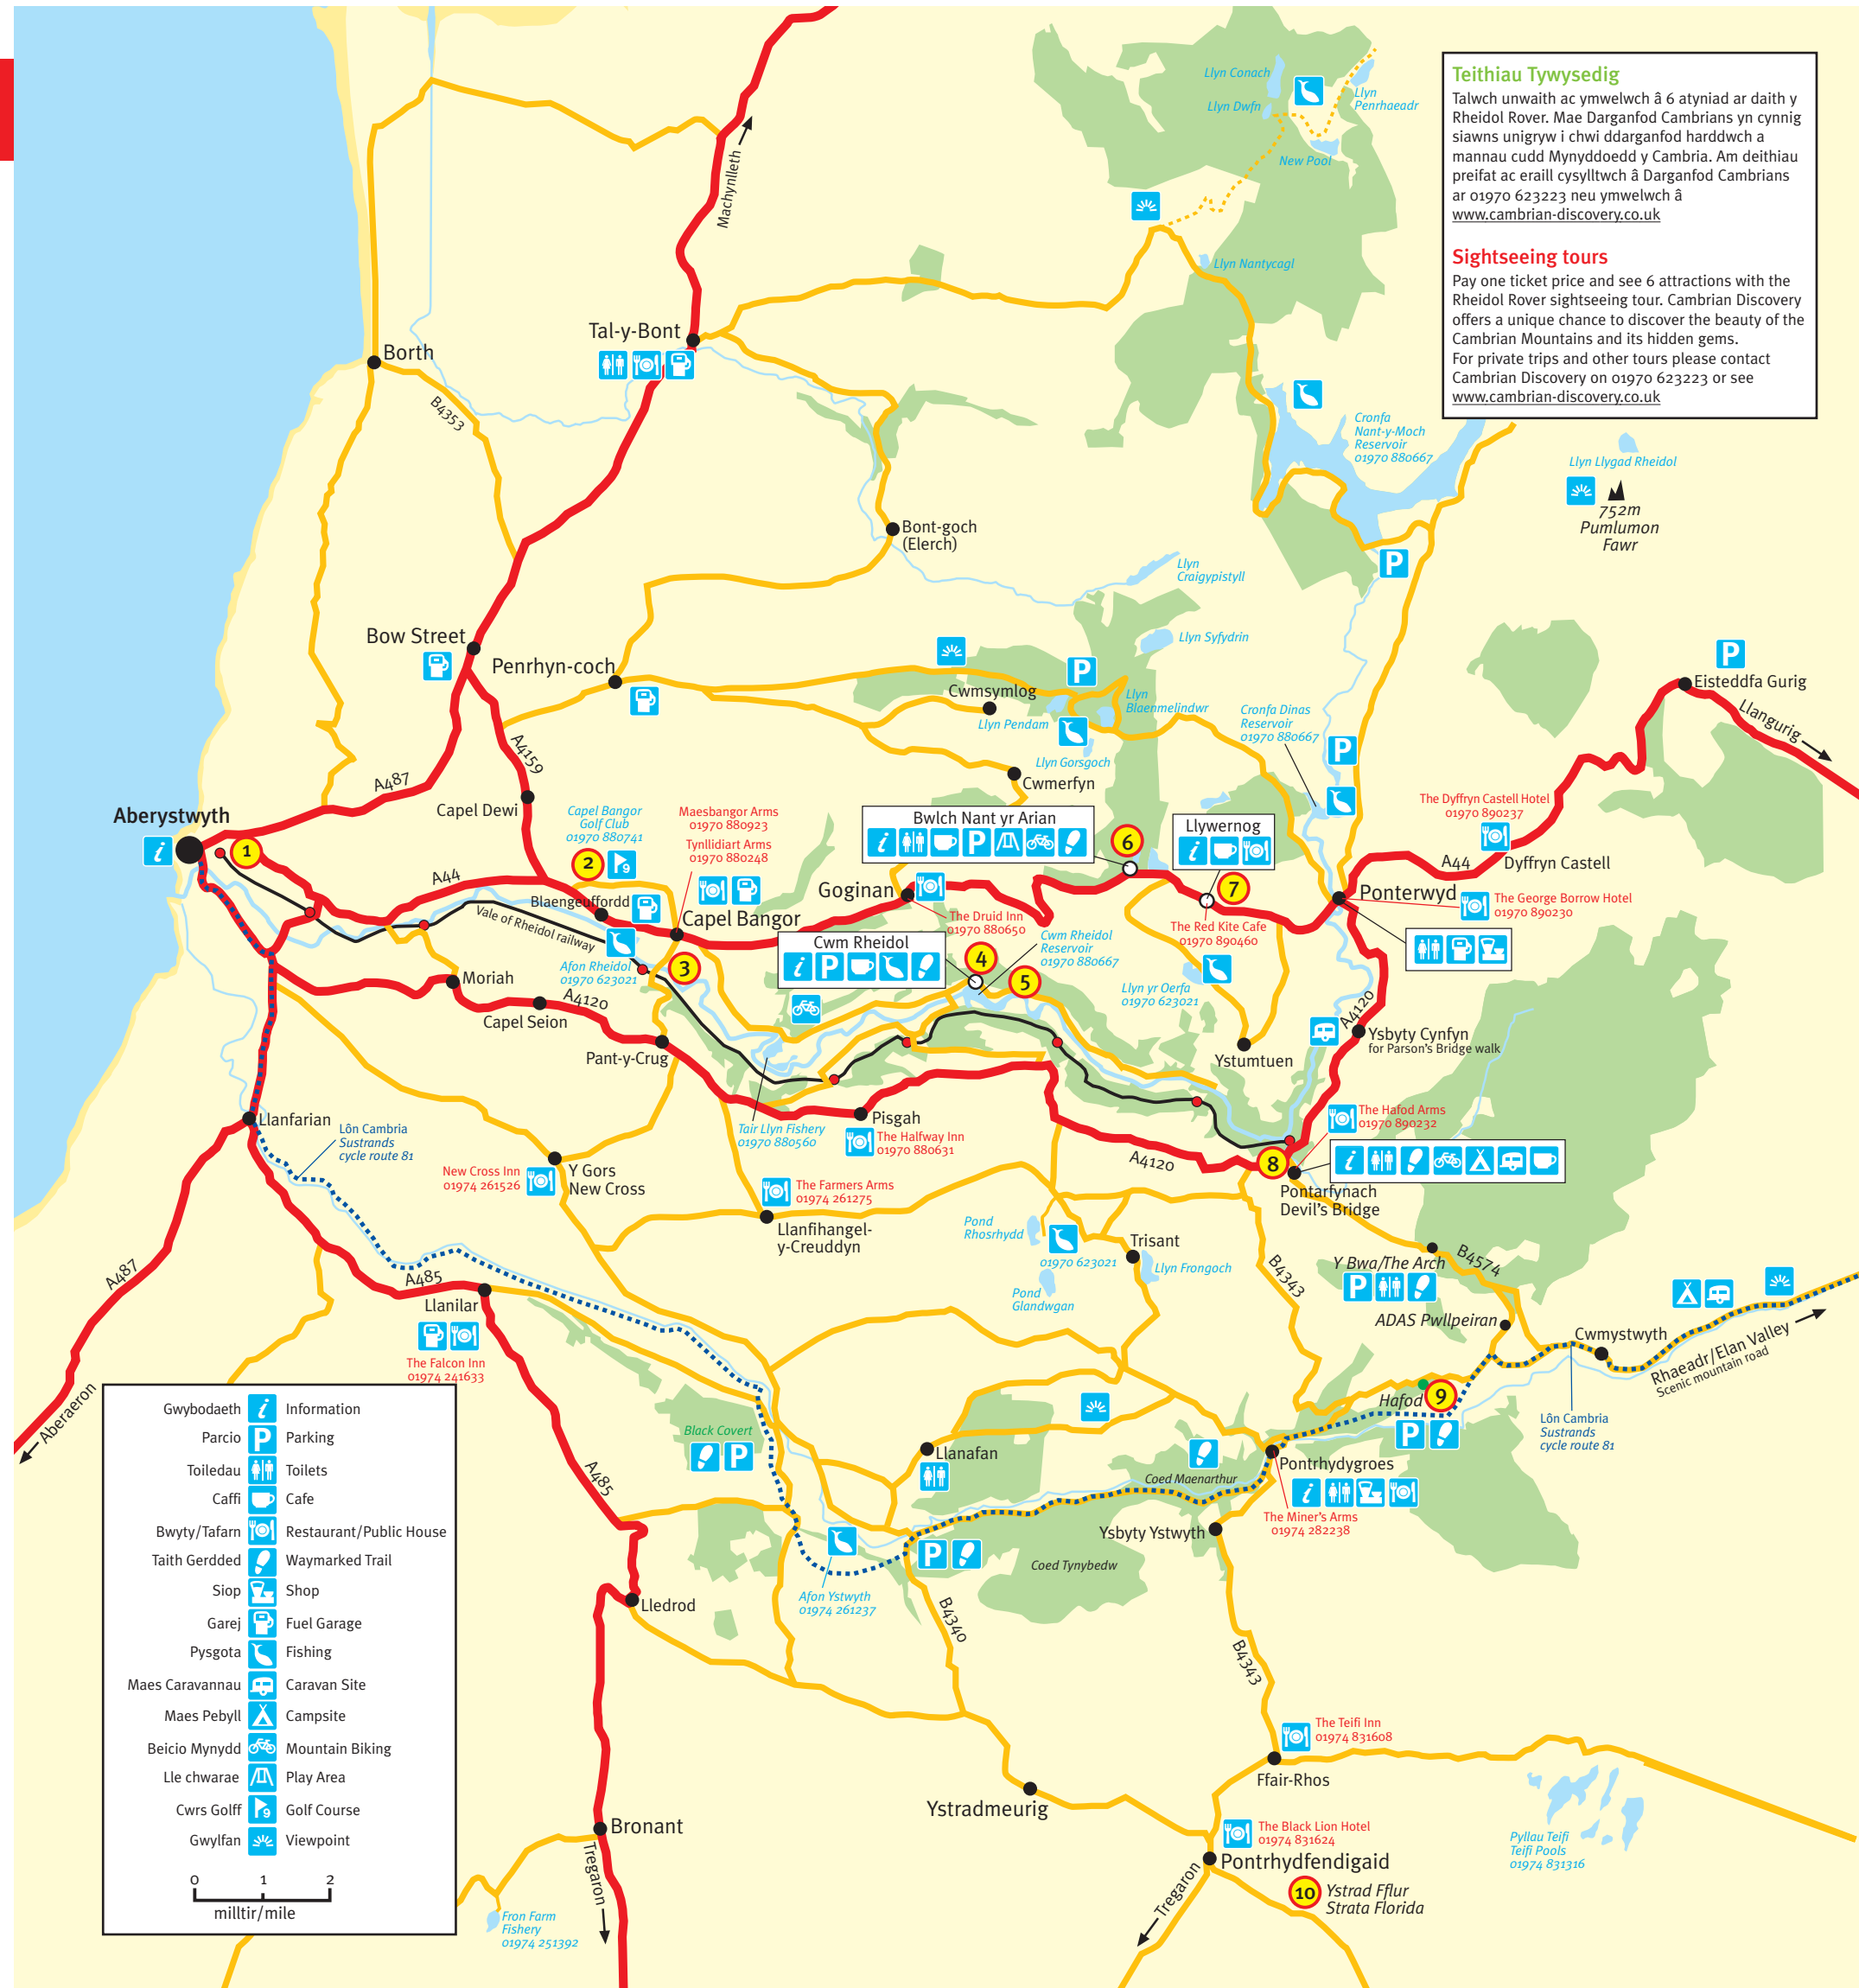 Teithiau Tywysedig
Talwch unwaith ac ymwelwch â 6 atyniad ar daith y
Rheidol Rover. Mae Darganfod Cambrians yn cynnig
siawns unigryw i chwi ddarganfod harddwch a
mannau cudd Mynyddoedd y Cambria. Am deithiau
preifat ac eraill cysylltwch â Darganfod Cambrians
ar 01970 623223 neu ymwelwch â
www.cambrian-discovery.co.uk
Sightseeing tours
Pay one ticket price and see 6 attractions with the
Rheidol Rover sightseeing tour. Cambrian Discovery
offers a unique chance to discover the beauty of the
Cambrian Mountains and its hidden gems.
For private trips and other tours please contact
Cambrian Discovery on 01970 623223 or see
www.cambrian-discovery.co.uk
Llyn Conach
Llyn Dwfn
Llyn
Penrhaeadr
New Pool
Machynlleth
Llyn Nantycagl
Tal-y-Bont
Borth
B4353
Cronfa
Nant-y-Moch
Reservoir
01970 880667
Llyn Llygad Rheidol
752m
Pumlumon
Fawr
Bont-goch
(Elerch)
Llyn
Craigypistyll
P
Bow Street
Penrhyn-coch
Llyn Syfydrin
P
Cwmsymlog
Llyn Pendam
Llyn
Blaenmelindwr
Llyn Gorsgoch
Cronfa Dinas
Reservoir
01970 880667
P
P
Eisteddfa Gurig
Llangurig
A4159
A487
Cwmerfyn
Capel Dewi
Aberystwyth
i
1
Capel Bangor
Golf Club
01970 880741
2
9
Maesbangor Arms
01970 880923
Tynllidiart Arms
01970 880248
Bwlch Nant yr Arian
i P
6
Llywernog
i
7
The Dyffryn Castell Hotel
01970 890237
A44
Dyffryn Castell
A44
Blaengeuffordd
Capel Bangor
Goginan
The Druid Inn
01970 880650
The Red Kite Cafe
01970 890460
Ponterwyd
The George Borrow Hotel
01970 890230
Vale of Rheidol railway
Afon Rheidol
01970 623021
3
Cwm Rheidol
i P
4
Cwm Rheidol
Reservoir
01970 880667
5
Llyn yr Oerfa
01970 623021
Moriah
Capel Seion
A4120
Pant-y-Crug
Ystumtuen
A4120
Ysbyty Cynfyn
for Parson's Bridge walk
Llanfarian
Lôn Cambria
Sustrands
cycle route 81
Tair Llyn Fishery
01970 880560
Pisgah
The Halfway Inn
01970 880631
The Hafod Arms
01970 890232
i
8
A4120
Pontarfynach
Devil's Bridge
New Cross Inn
01974 261526
Y Gors
New Cross
The Farmers Arms
01974 261275
Llanfihangel-
y-Creuddyn
Pond
Rhosrhydd
01970 623021
Pond
Glandwgan
Trisant
Llyn Frongoch
B4343
Y Bwa/The Arch
P
B4574
ADAS Pwllpeiran
Cwmystwyth
Rhaeadr/Elan Valley
Scenic mountain road
A487
A485
Llanilar
The Falcon Inn
01974 241633
Aberaeron
Hafod
9
P
Lôn Cambria
Sustrands
cycle route 81
Black Covert
P
Llanafan
Coed Maenarthur
Pontrhydygroes
i
The Miner's Arms
01974 282238
A485
Ysbyty Ystwyth
P
Coed Tynybedw
Afon Ystwyth
01974 261237
Lledrod
B4340
B4343
The Teifi Inn
01974 831608
Ffair-Rhos
Ystradmeurig
Bronant
Tregaron
The Black Lion Hotel
01974 831624
Pontrhydfendigaid
10
Ystrad Fflur
Strata Florida
Tregaron
Pyllau Teifi
Teifi Pools
01974 831316
Fron Farm
Fishery
01974 251392
Gwybodaeth i Information
Parcio P Parking
Toiledau Toilets
Caffi Cafe
Bwyty/Tafarn Restaurant/Public House
Taith Gerdded Waymarked Trail
Siop Shop
Garej Fuel Garage
Pysgota Fishing
Maes Caravannau Caravan Site
Maes Pebyll Campsite
Beicio Mynydd Mountain Biking
Lle chwarae Play Area
Cwrs Golff 9 Golf Course
Gwylfan Viewpoint
0 1 2
milltir/mile